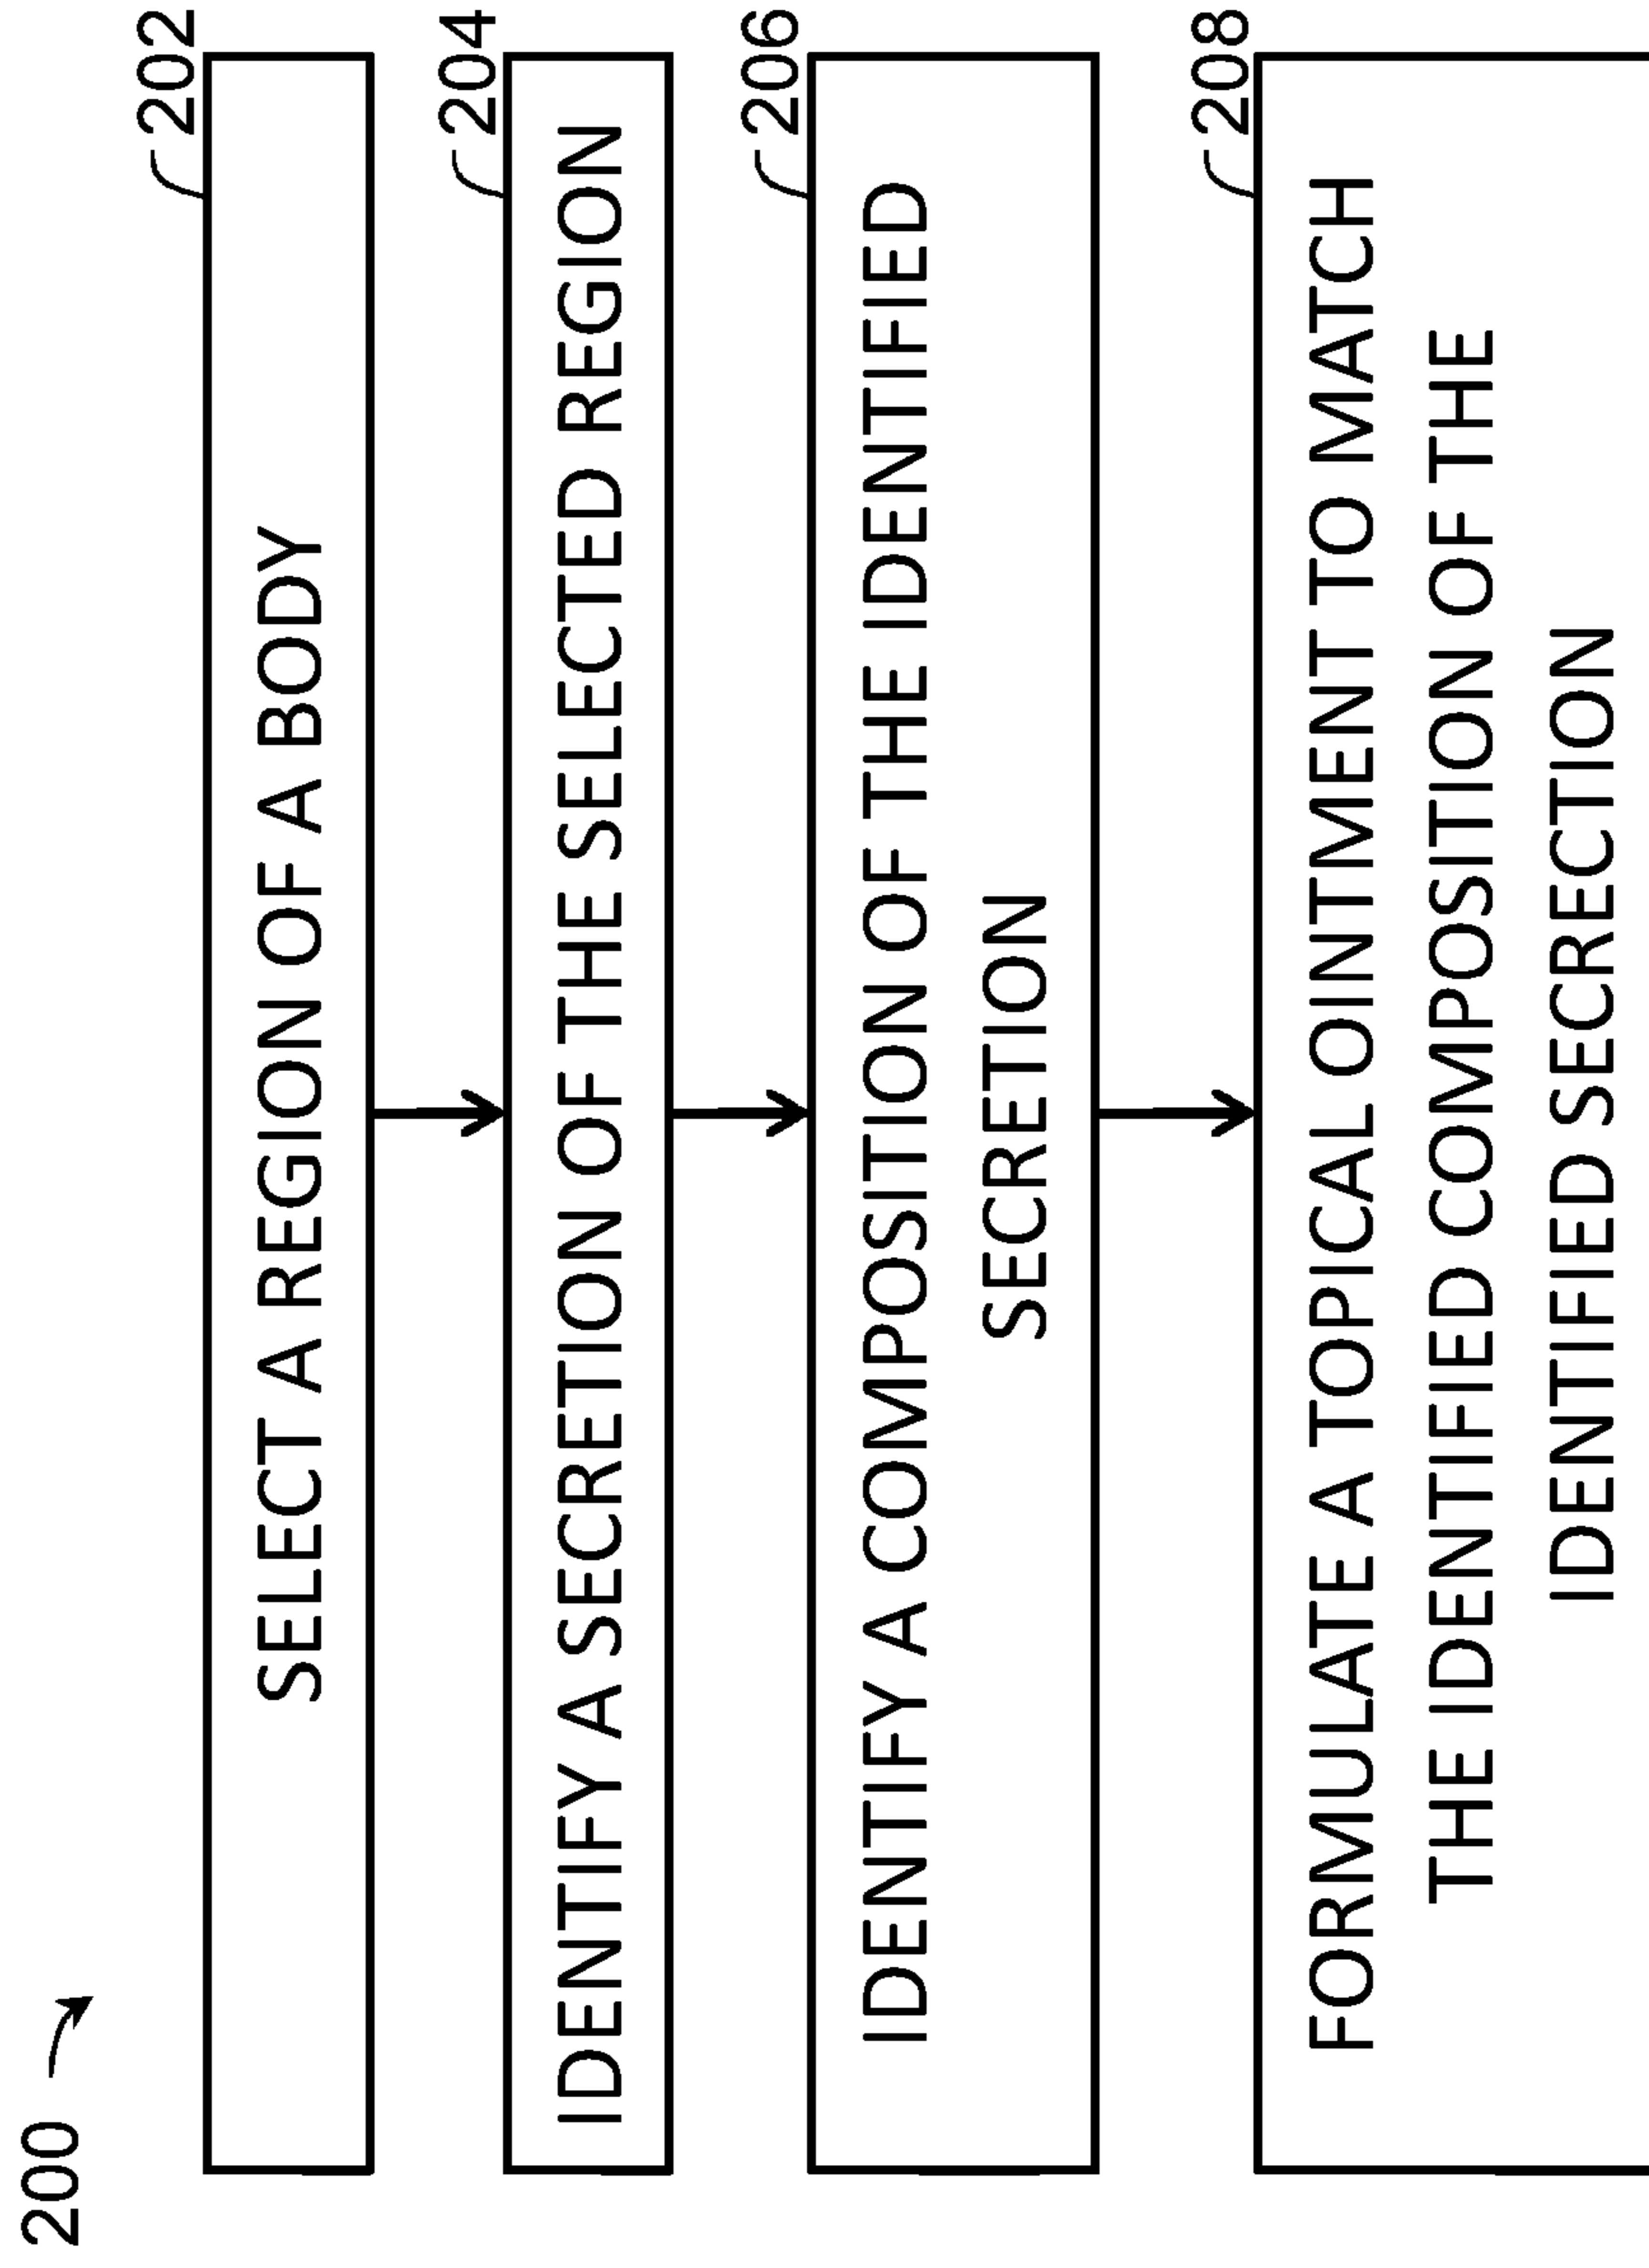 200
202
SELECT A REGION OF A BODY
204
IDENTIFY A SECRETION OF THE SELECTED REGION
206
IDENTIFY A COMPOSITION OF THE IDENTIFIED
SECRETION
208
FORMULATE A TOPICAL OINTMENT TO MATCH
THE IDENTIFIED COMPOSITION OF THE
IDENTIFIED SECRECTION